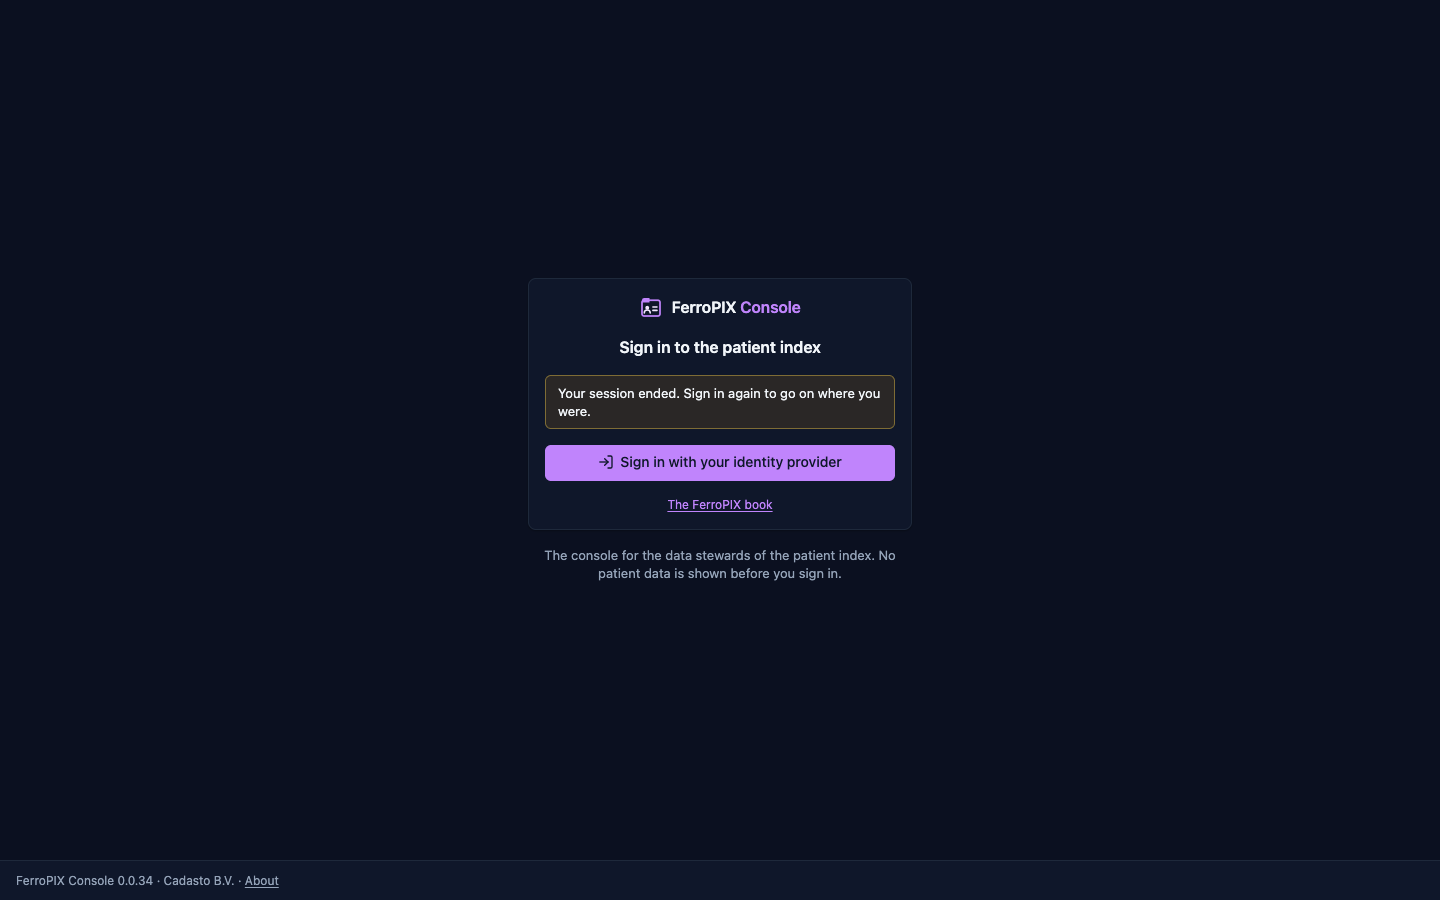 FerroPIX Console
Sign in to the patient index
Your session ended. Sign in again to go on where you
were.
Sign in with your identity provider
The FerroPIX book
The console for the data stewards of the patient index. No
patient data is shown before you sign in.
FerroPIX Console 0.0.34 · Cadasto B.V. · About